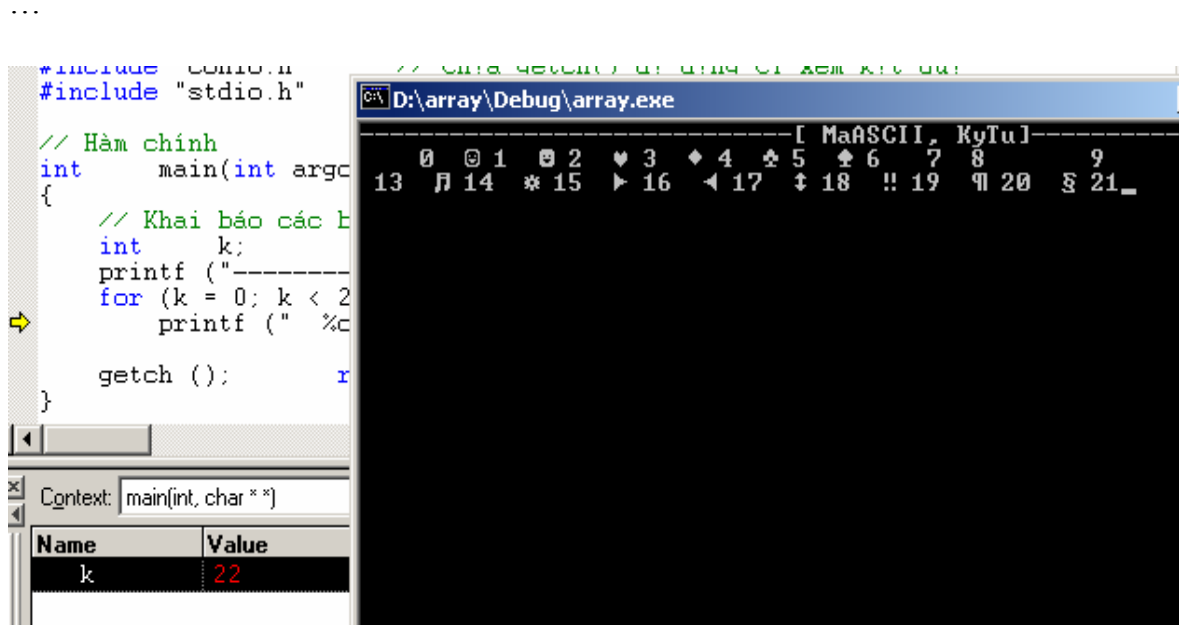 ...
#include
#include "stdio.h"
// Hàm chính
int main(int argc
{
// Khai báo các b
int k;
printf ("--------
for (k = 0; k < 2
printf (" %c
getch (); r
}
Context: main(int, char * *)
Name Value
k 22
D:\array\Debug\array.exe
-----------------------------[ MaASCII, KyTu]----------
0 ☺ 1 ☻ 2 ♥ 3 ♦ 4 ♣ 5 ♠ 6 7 8 9
13 ♫ 14 ☼ 15 ► 16 ◄ 17 ↕ 18 ‼ 19 ¶ 20 § 21_